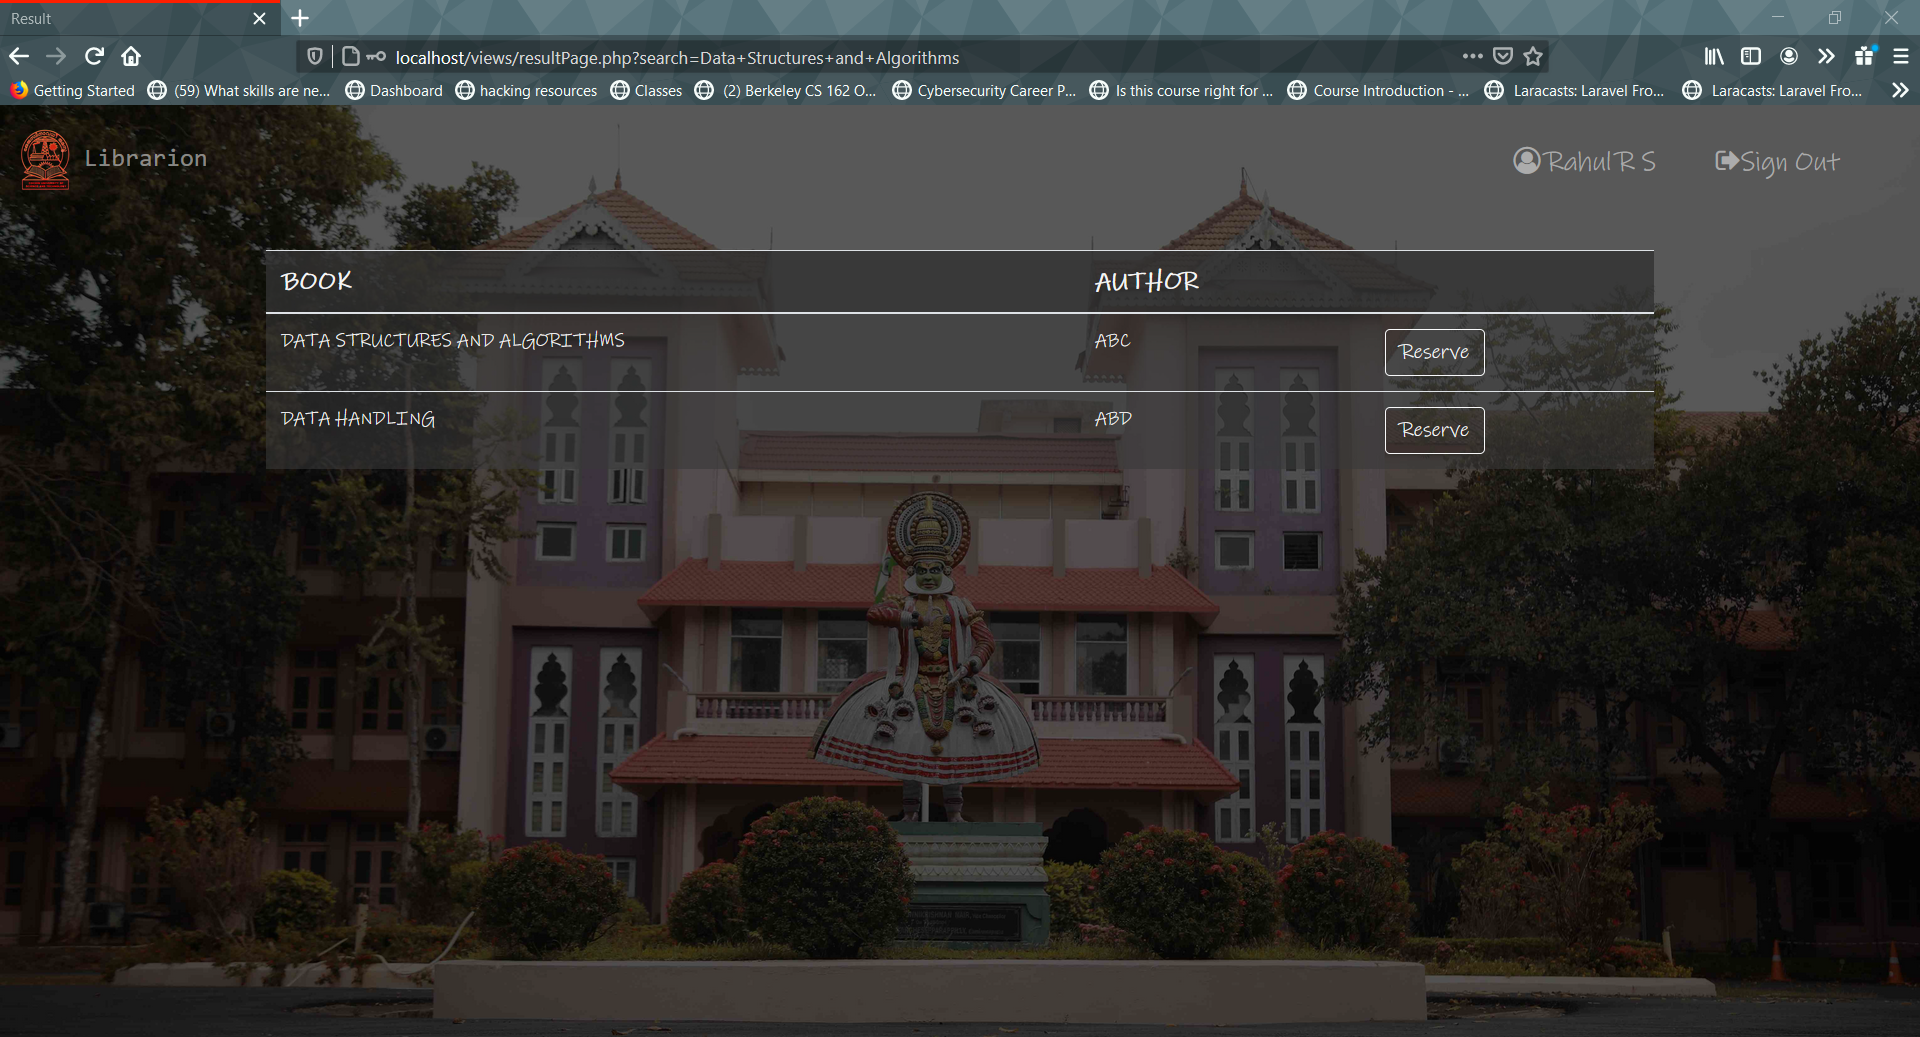 Result
localhost/views/resultPage.php?search=Data+Structures+and+Algorithms
Getting Started (59) What skills are ne... Dashboard hacking resources Classes (2) Berkeley CS 162 O... Cybersecurity Career P... Is this course right for ... Course Introduction - ... Laracasts: Laravel Fro... Laracasts: Laravel Fro...
Librarion Rahul R S Sign Out
BOOK AUTHOR
DATA STRUCTURES AND ALGORITHMS ABC Reserve
DATA HANDLING ABD Reserve